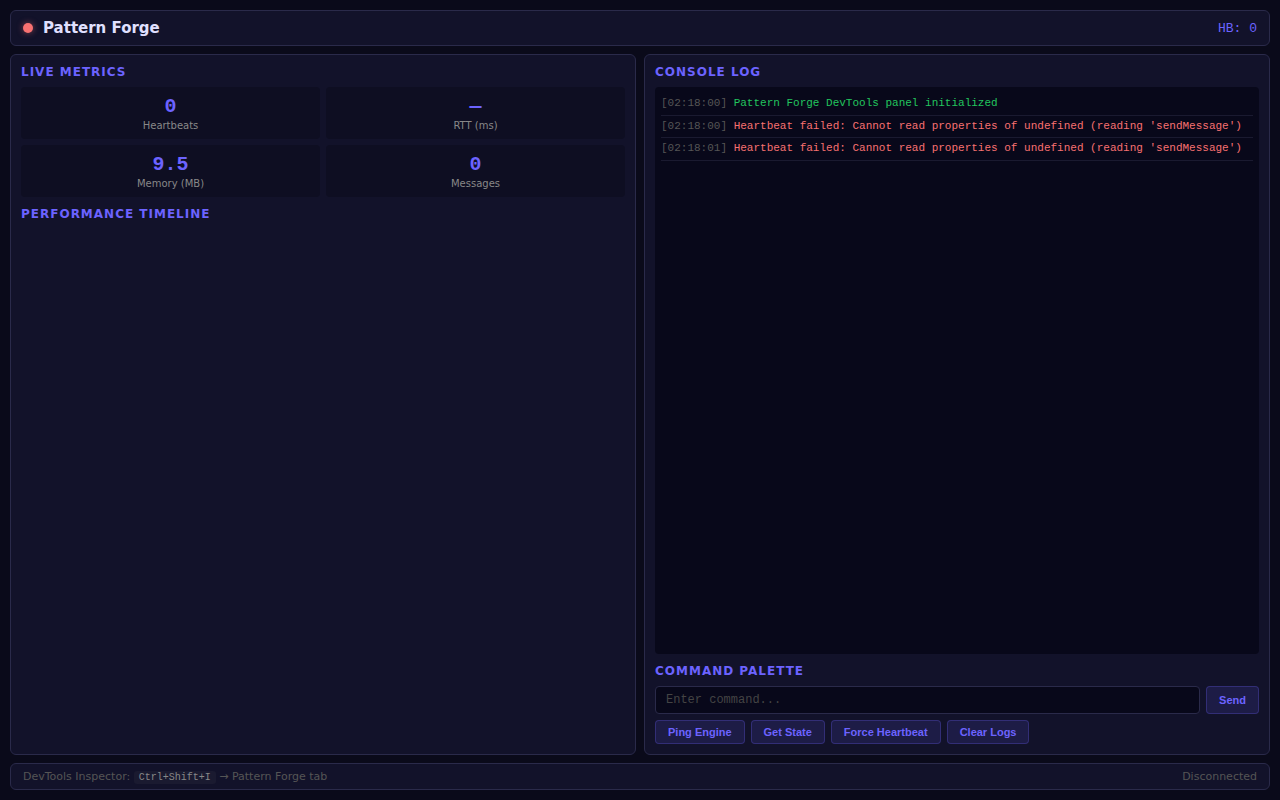 Pattern Forge
HB: 0
LIVE METRICS
0
Heartbeats
—
RTT (ms)
9.5
Memory (MB)
0
Messages
PERFORMANCE TIMELINE
CONSOLE LOG
[02:18:00] Pattern Forge DevTools panel initialized
[02:18:00] Heartbeat failed: Cannot read properties of undefined (reading 'sendMessage')
[02:18:01] Heartbeat failed: Cannot read properties of undefined (reading 'sendMessage')
COMMAND PALETTE
Enter command...
Send
Ping Engine
Get State
Force Heartbeat
Clear Logs
DevTools Inspector: Ctrl+Shift+I → Pattern Forge tab
Disconnected